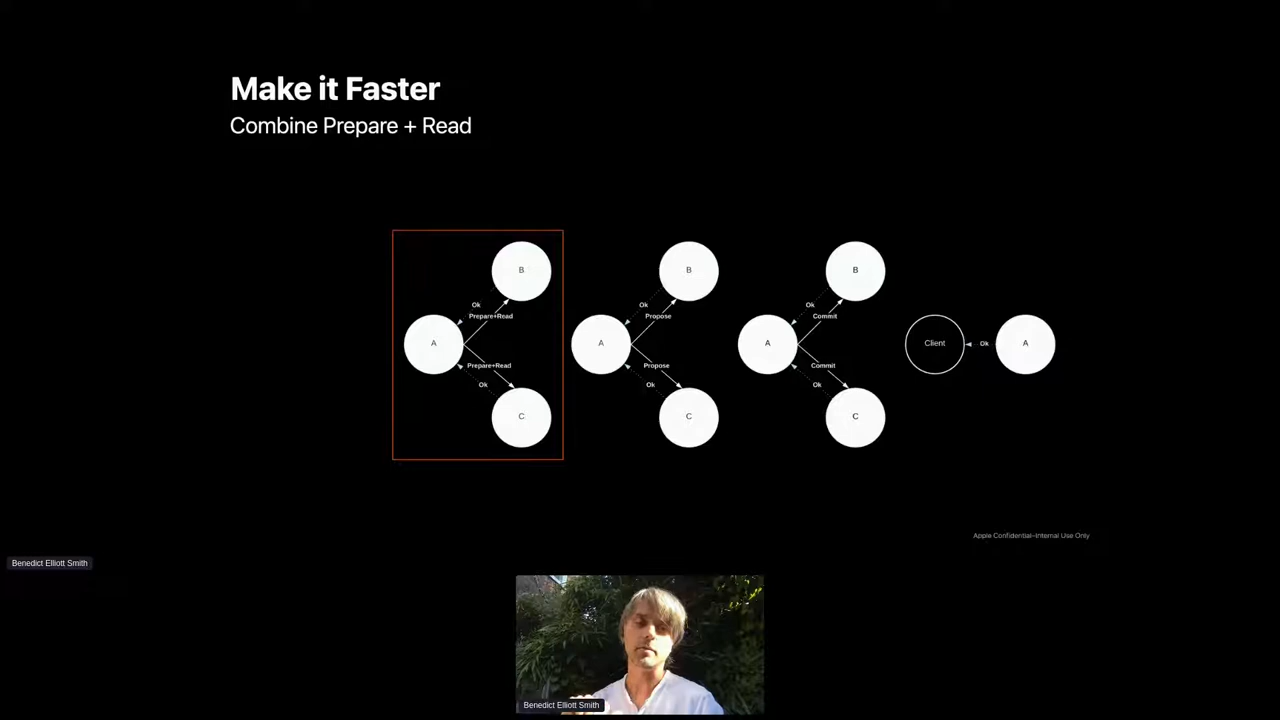 Make it Faster
Combine Prepare + Read
B
Ok
Prepare+Read
A
Prepare+Read
Ok
C
B
Ok
Propose
A
Propose
Ok
C
B
Ok
Commit
A
Commit
Ok
C
Client
Ok
A
Apple Confidential–Internal Use Only
Benedict Elliott Smith
Benedict Elliott Smith